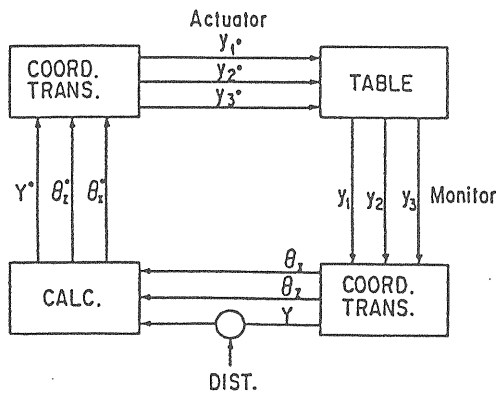 Actuator
COORD.
TRANS.
y₁°
y₂°
y₃°
TABLE
Y°
θz°
θx°
y₁
y₂
y₃
Monitor
CALC.
θx
θz
Y
COORD.
TRANS.
DIST.